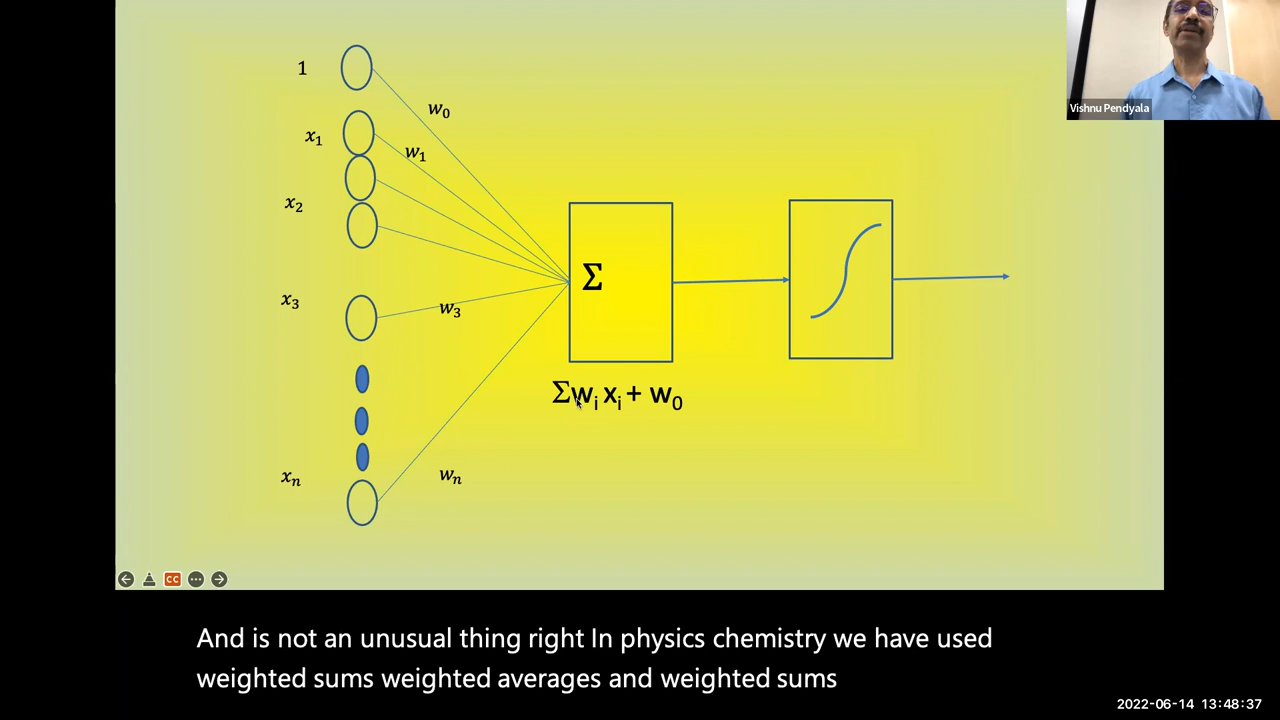 Vishnu Pendyala
1
w₀
x₁
w₁
x₂
Σ
x₃
w₃
Σwᵢ xᵢ + w₀
xₙ
wₙ
CC
And is not an unusual thing right In physics chemistry we have used
weighted sums weighted averages and weighted sums
2022-06-14 13:48:37